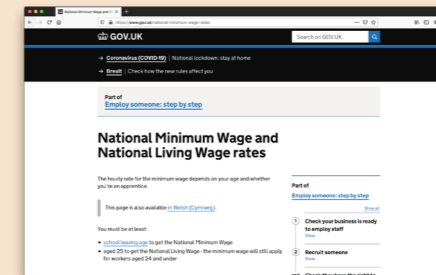 National Minimum Wage and
https://www.gov.uk/national-minimum-wage-rates
GOV.UK
Search on GOV.UK
→ Coronavirus (COVID-19) | National lockdown: stay at home
→ Brexit | Check how the new rules affect you
Part of
Employ someone: step by step
National Minimum Wage and
National Living Wage rates
The hourly rate for the minimum wage depends on your age and whether
you're an apprentice.
This page is also available in Welsh (Cymraeg).
You must be at least:
• school leaving age to get the National Minimum Wage
• aged 25 to get the National Living Wage - the minimum wage will still apply
for workers aged 24 and under
Part of
Employ someone: step by step
Show all
1 Check your business is ready
to employ staff
Show
2 Recruit someone
Show